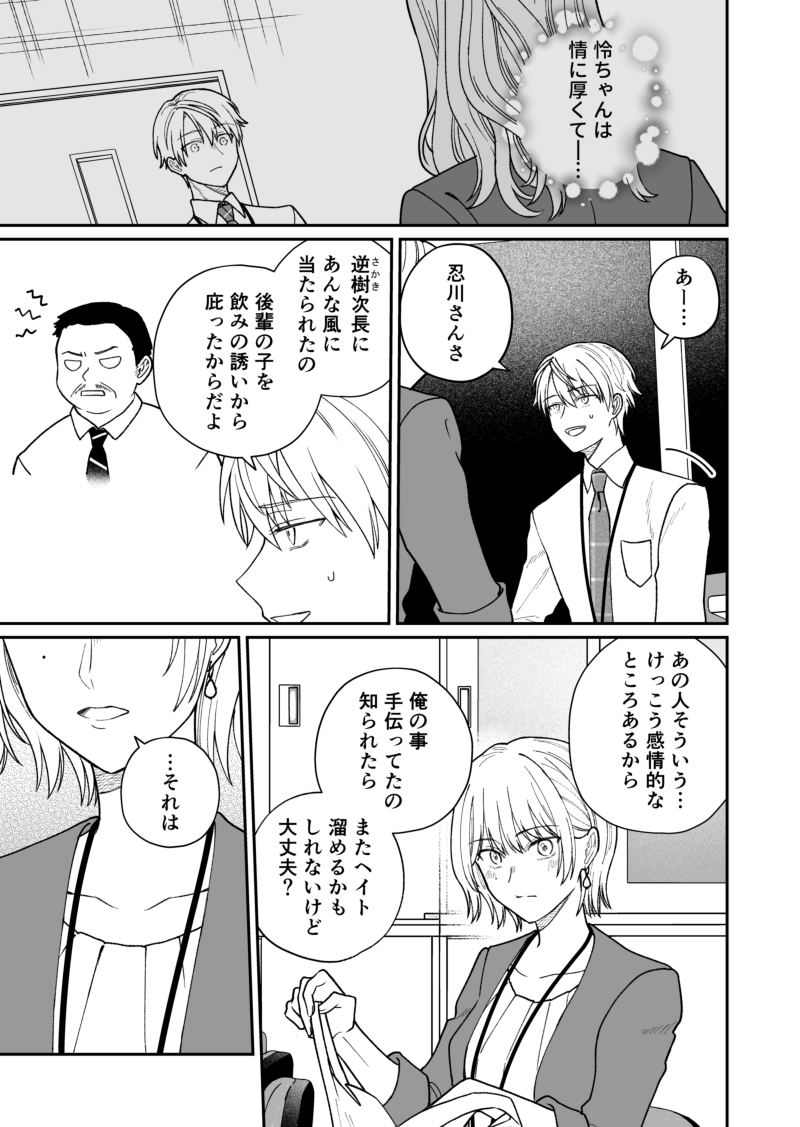 怜ちゃんは
情に厚くて―…
あー…
忍川さんさ
逆樹次長に
さかき
あんな風に
当たられたの
後輩の子を
飲みの誘いから
庇ったからだよ
あの人そういう…
けっこう感情的な
ところあるから
俺の事
手伝ってたの
知られたら
またヘイト
溜めるかも
しれないけど
大丈夫？
…それは